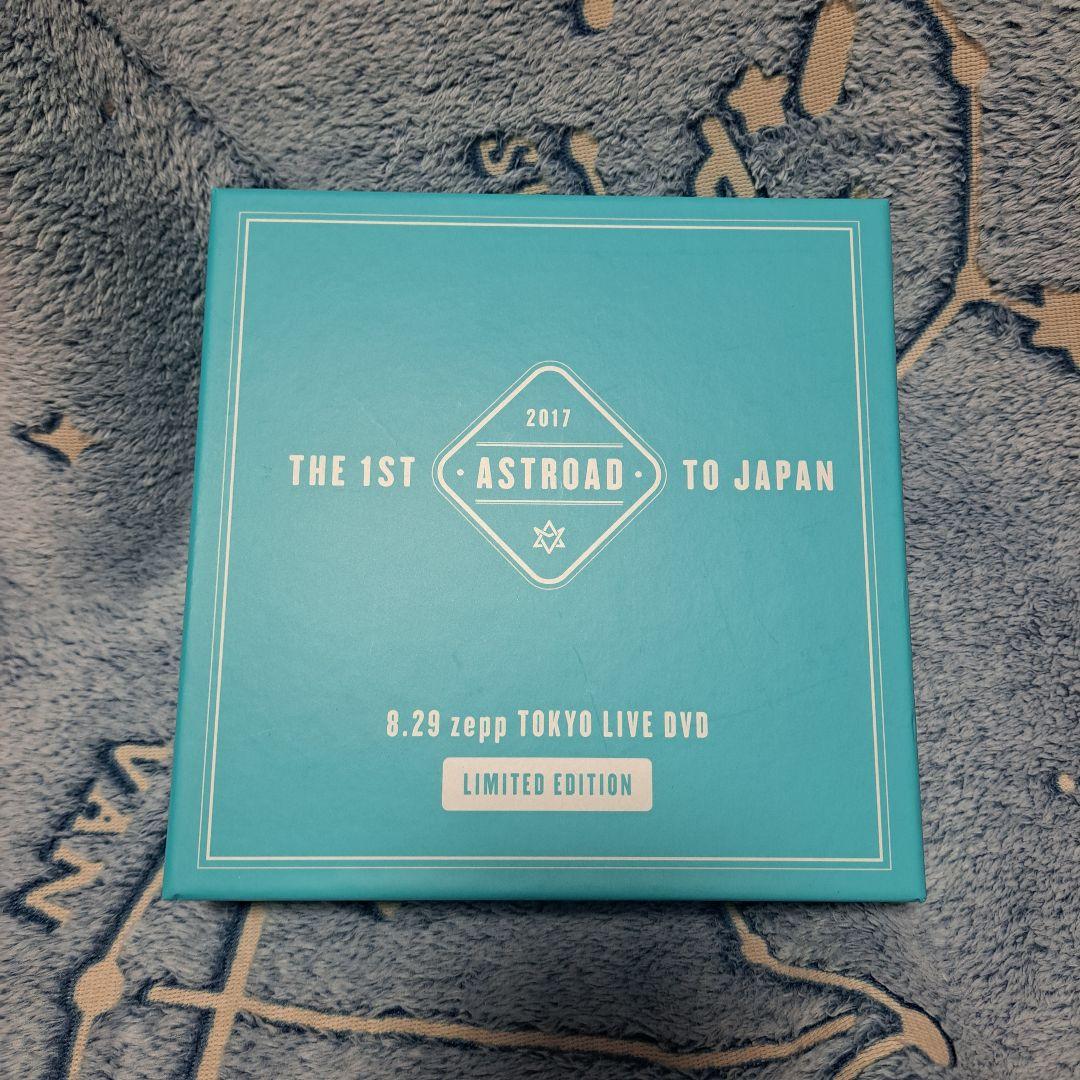 2017
THE 1ST ASTROAD TO JAPAN
8.29 zepp TOKYO LIVE DVD
LIMITED EDITION